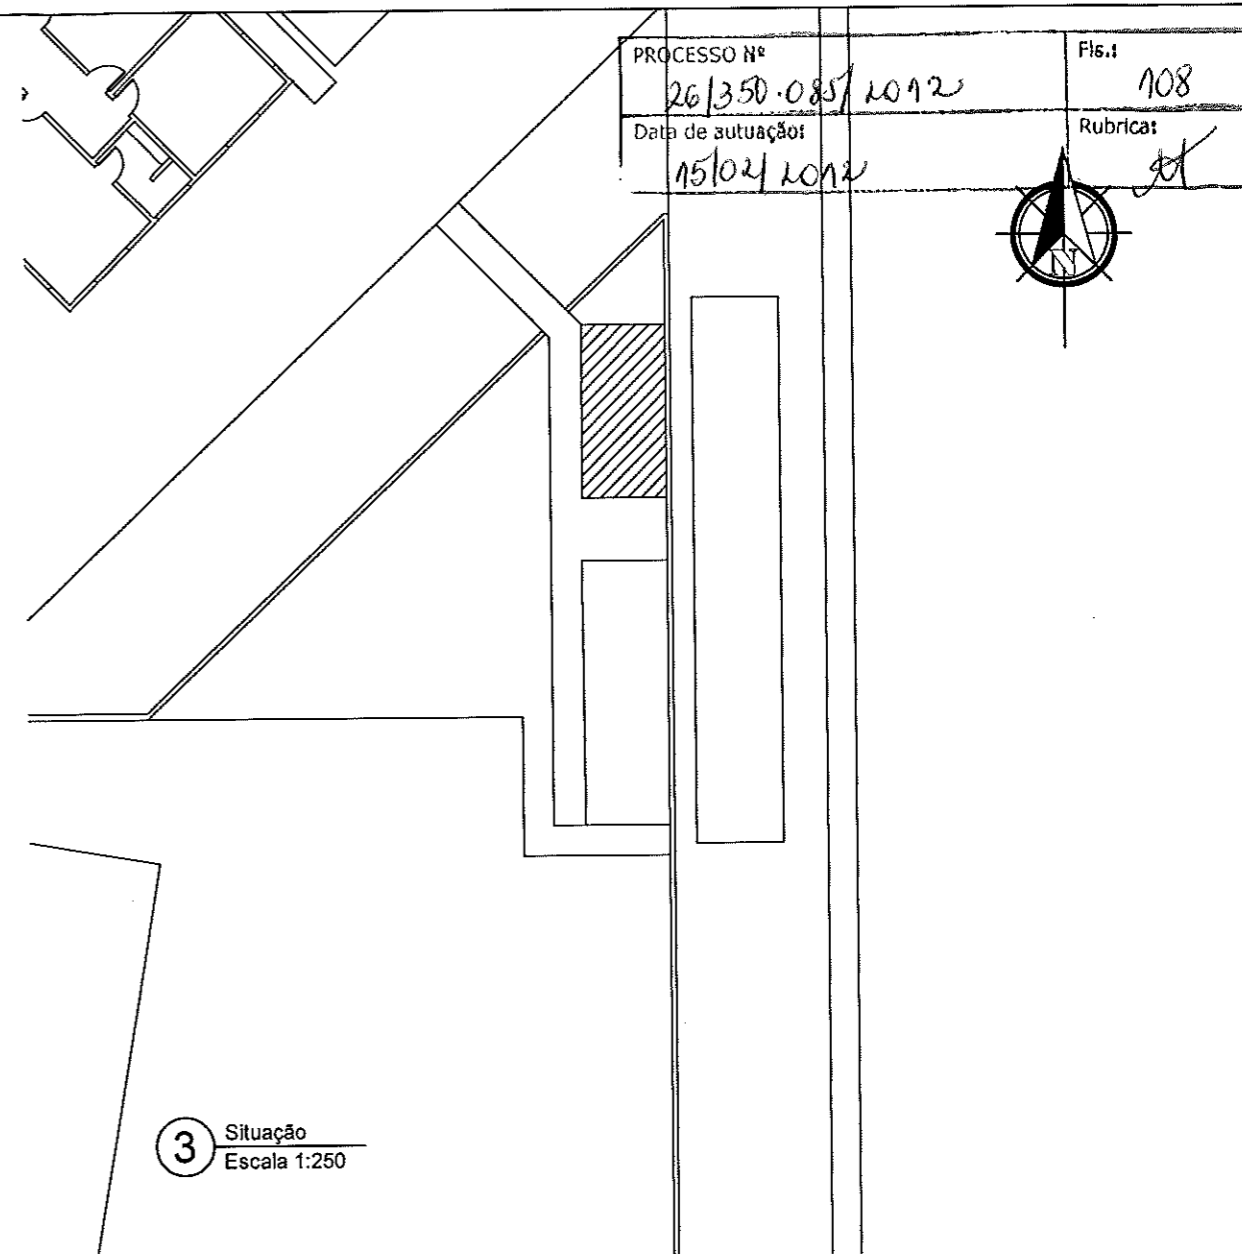 PROCESSO Nº
26/350.085/2012
Fls.:
108
Data de autuação:
15/02/2012
Rubrica:
N
3
Situação
Escala 1:250